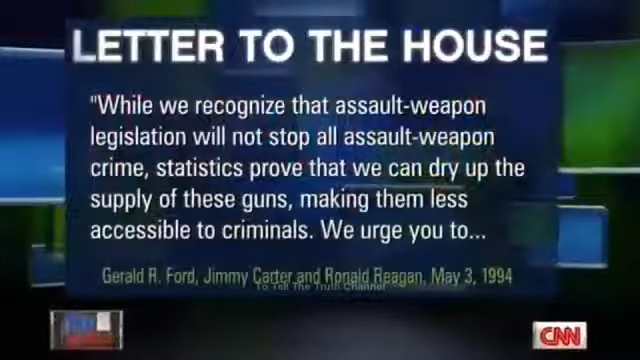 LETTER TO THE HOUSE
"While we recognize that assault-weapon
legislation will not stop all assault-weapon
crime, statistics prove that we can dry up the
supply of these guns, making them less
accessible to criminals. We urge you to...
Gerald R. Ford, Jimmy Carter and Ronald Reagan, May 3, 1994
To Tell The Truth Channel
CNN